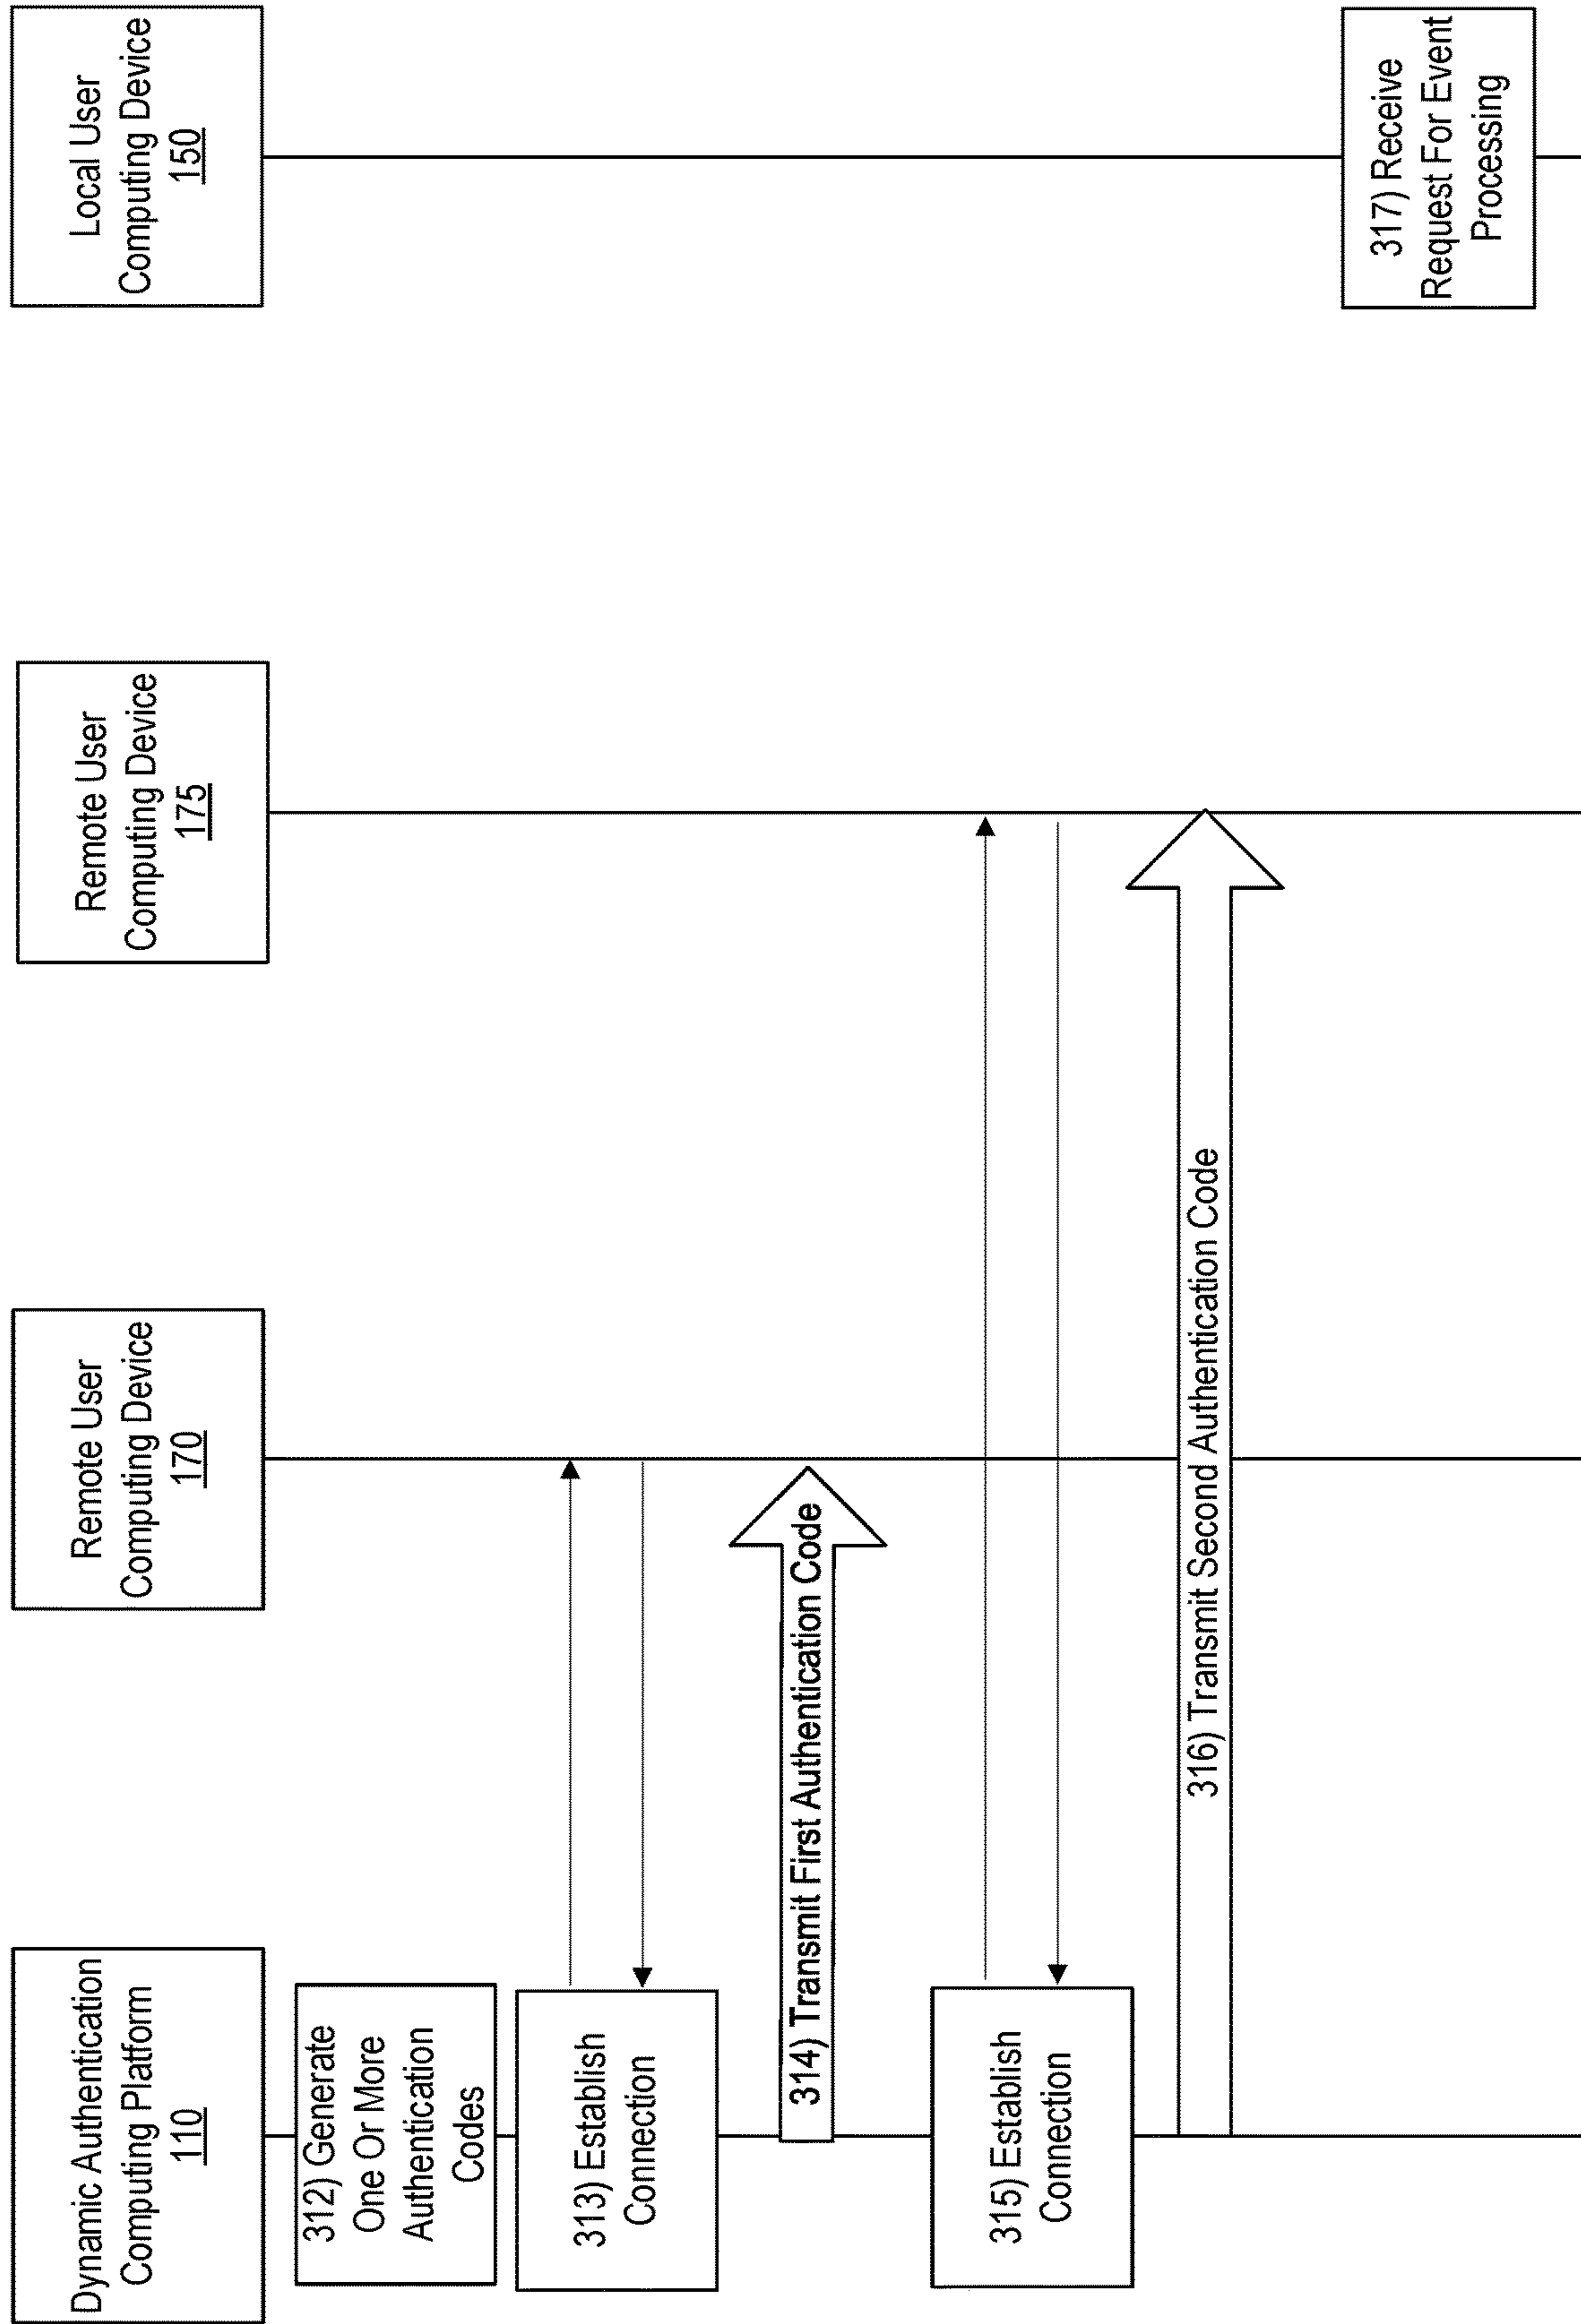 Dynamic Authentication
Computing Platform
110
Remote User
Computing Device
170
Remote User
Computing Device
175
Local User
Computing Device
150
312) Generate
One Or More
Authentication
Codes
313) Establish
Connection
314) Transmit First Authentication Code
315) Establish
Connection
316) Transmit Second Authentication Code
317) Receive
Request For Event
Processing